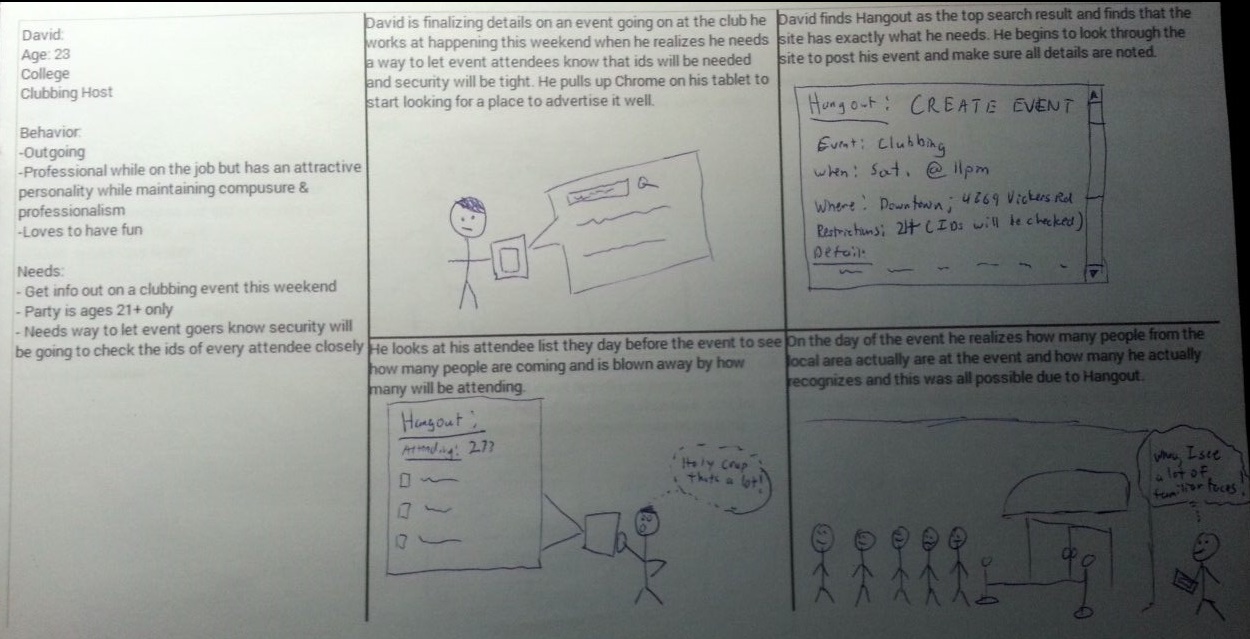 David:
Age: 23
College
Clubbing Host
Behavior:
-Outgoing
-Professional while on the job but has an attractive
personality while maintaining compusure &
professionalism
-Loves to have fun
Needs:
- Get info out on a clubbing event this weekend
- Party is ages 21+ only
- Needs way to let event goers know security will
be going to check the ids of every attendee closely
David is finalizing details on an event going on at the club he
works at happening this weekend when he realizes he needs
a way to let event attendees know that ids will be needed
and security will be tight. He pulls up Chrome on his tablet to
start looking for a place to advertise it well.
David finds Hangout as the top search result and finds that the
site has exactly what he needs. He begins to look through the
site to post his event and make sure all details are noted.
Hangout: CREATE EVENT
Event: Clubbing
when: Sat. @ 11pm
Where: Downtown; 4269 Vickers Rd
Restrictions; 21+ (IDs will be checked)
Detail:
He looks at his attendee list they day before the event to see
how many people are coming and is blown away by how
many will be attending.
Hangout:
Attending: 277
Holy crap
thats a lot!
On the day of the event he realizes how many people from the
local area actually are at the event and how many he actually
recognizes and this was all possible due to Hangout.
I see
a lot of
familiar faces